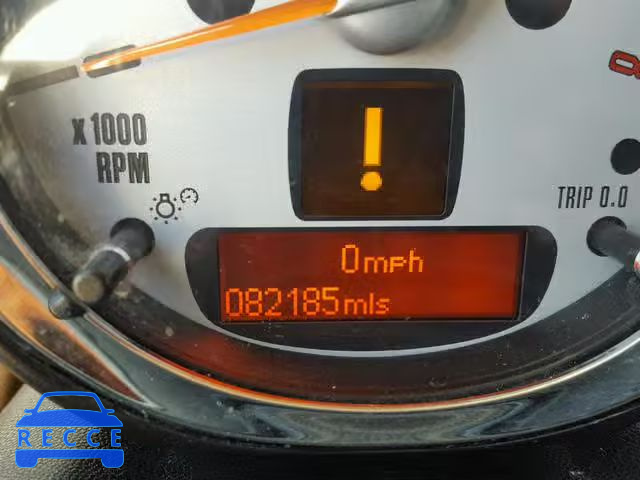 x 1000
RPM
!
TRIP 0.0
0mph
082185mls
RECCE